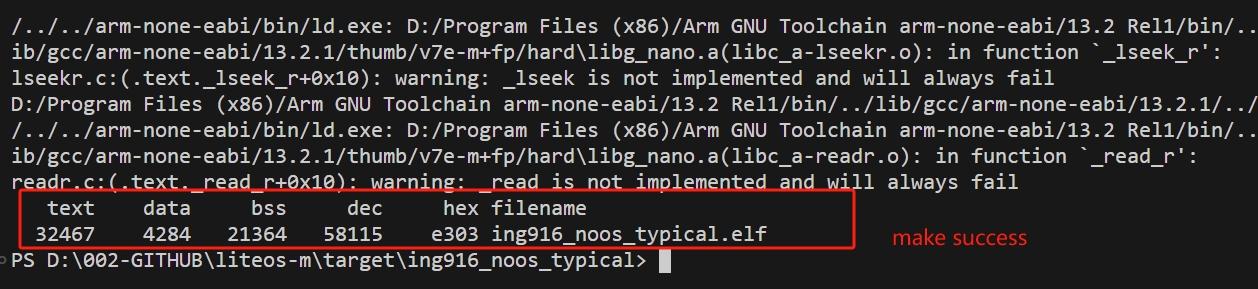 /../../arm-none-eabi/bin/ld.exe: D:/Program Files (x86)/Arm GNU Toolchain arm-none-eabi/13.2 Rel1/bin/..
ib/gcc/arm-none-eabi/13.2.1/thumb/v7e-m+fp/hard\libg_nano.a(libc_a-lseekr.o): in function `_lseek_r':
lseekr.c:(.text._lseek_r+0x10): warning: _lseek is not implemented and will always fail
D:/Program Files (x86)/Arm GNU Toolchain arm-none-eabi/13.2 Rel1/bin/../lib/gcc/arm-none-eabi/13.2.1/../
/../../arm-none-eabi/bin/ld.exe: D:/Program Files (x86)/Arm GNU Toolchain arm-none-eabi/13.2 Rel1/bin/..
ib/gcc/arm-none-eabi/13.2.1/thumb/v7e-m+fp/hard\libg_nano.a(libc_a-readr.o): in function `_read_r':
readr.c:(.text._read_r+0x10): warning: _read is not implemented and will always fail
text data bss dec hex filename
32467 4284 21364 58115 e303 ing916_noos_typical.elf
make success
PS D:\002-GITHUB\liteos-m\target\ing916_noos_typical>